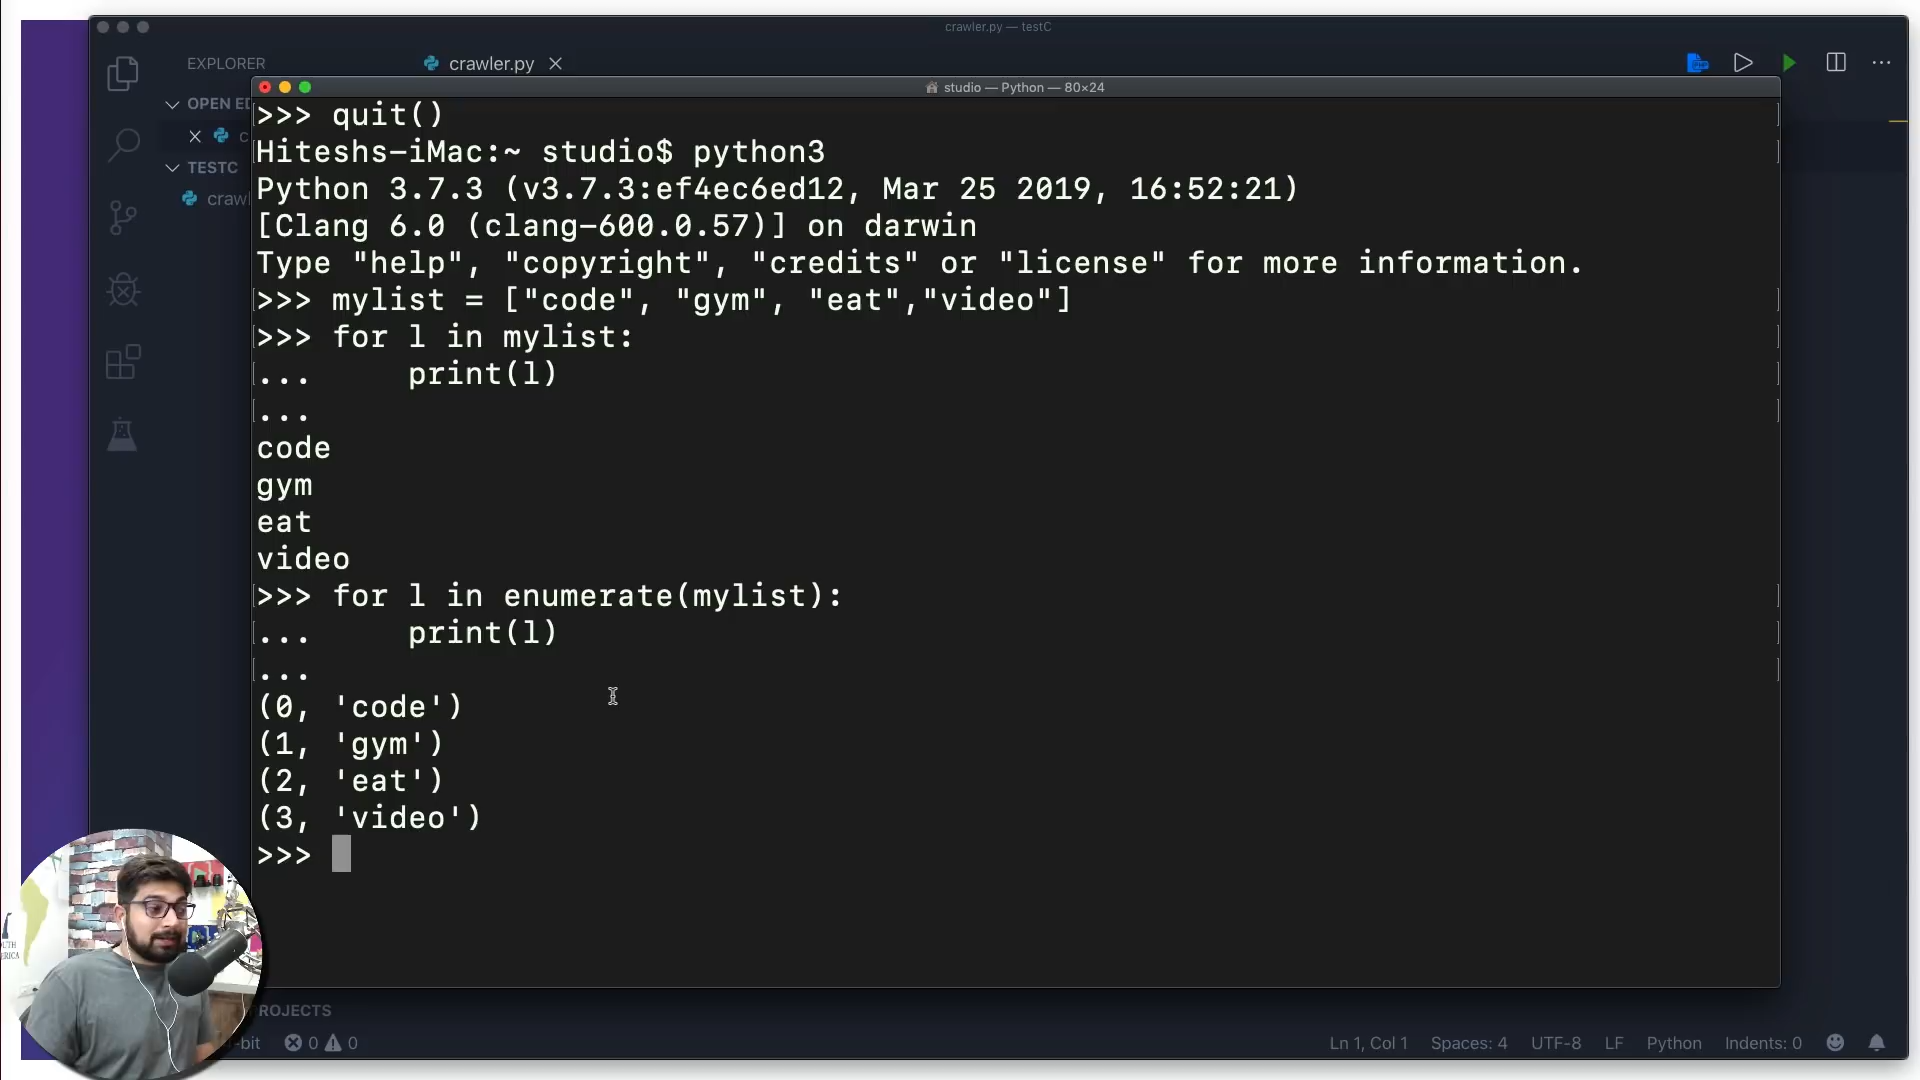 crawler.py — testC
EXPLORER
crawler.py
OPEN ED
c
TESTC
crawl
studio — Python — 80×24
>>> quit()
Hiteshs-iMac:~ studio$ python3
Python 3.7.3 (v3.7.3:ef4ec6ed12, Mar 25 2019, 16:52:21)
[Clang 6.0 (clang-600.0.57)] on darwin
Type "help", "copyright", "credits" or "license" for more information.
>>> mylist = ["code", "gym", "eat","video"]
>>> for l in mylist:
...     print(l)
...
code
gym
eat
video
>>> for l in enumerate(mylist):
...     print(l)
...
(0, 'code')
(1, 'gym')
(2, 'eat')
(3, 'video')
>>>
ROJECTS
-bit
0
0
Ln 1, Col 1
Spaces: 4
UTF-8
LF
Python
Indents: 0